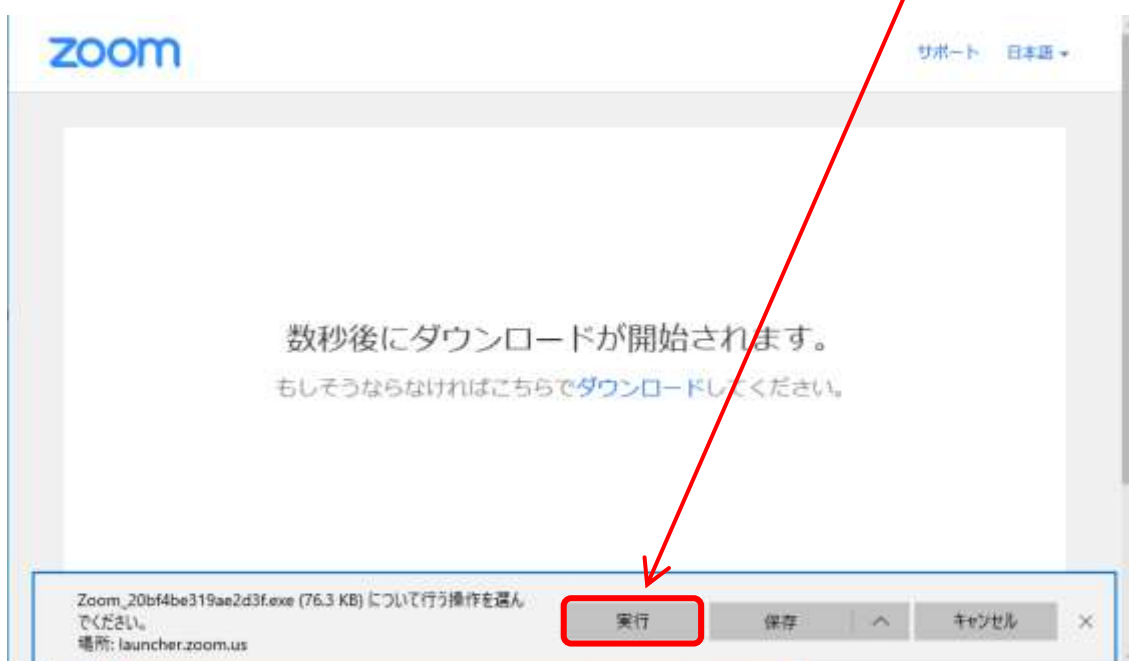 zoom
サポート 日本語
数秒後にダウンロードが開始されます。
もしそうならなければこちらでダウンロードしてください。
Zoom_20bf4be319ae2d3f.exe (76.3 KB) について行う操作を選ん
でください。
場所: launcher.zoom.us
実行 保存 キャンセル